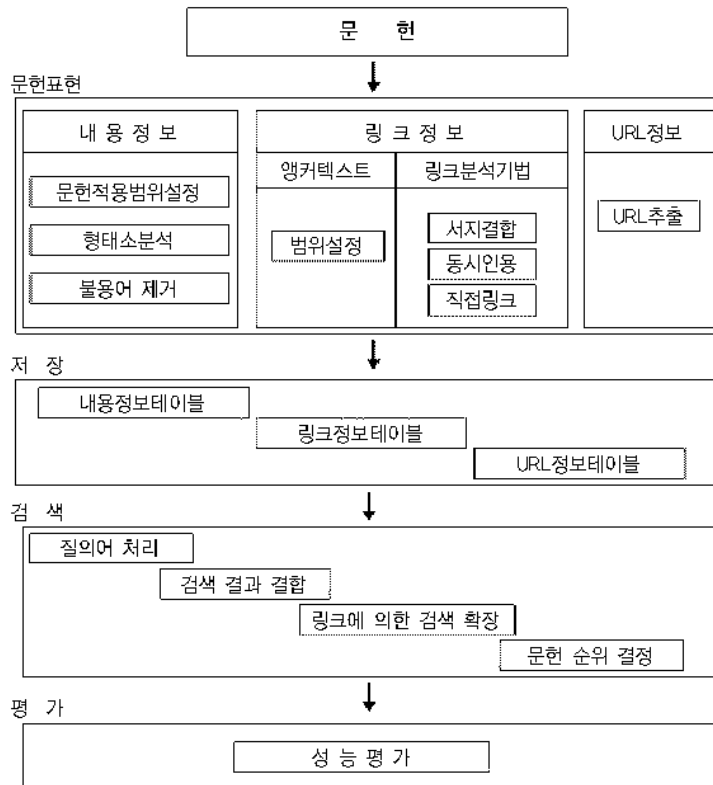 문 헌
문헌표현
내 용 정 보
링 크 정 보
URL정보
앵커텍스트
링크분석기법
문헌적용범위설정
형태소분석
불용어 제거
범위설정
서지결합
동시인용
직접링크
URL추출
저 장
내용정보테이블
링크정보테이블
URL정보테이블
검 색
질의어 처리
검색 결과 결합
링크에 의한 검색 확장
문헌 순위 결정
평 가
성 능 평 가